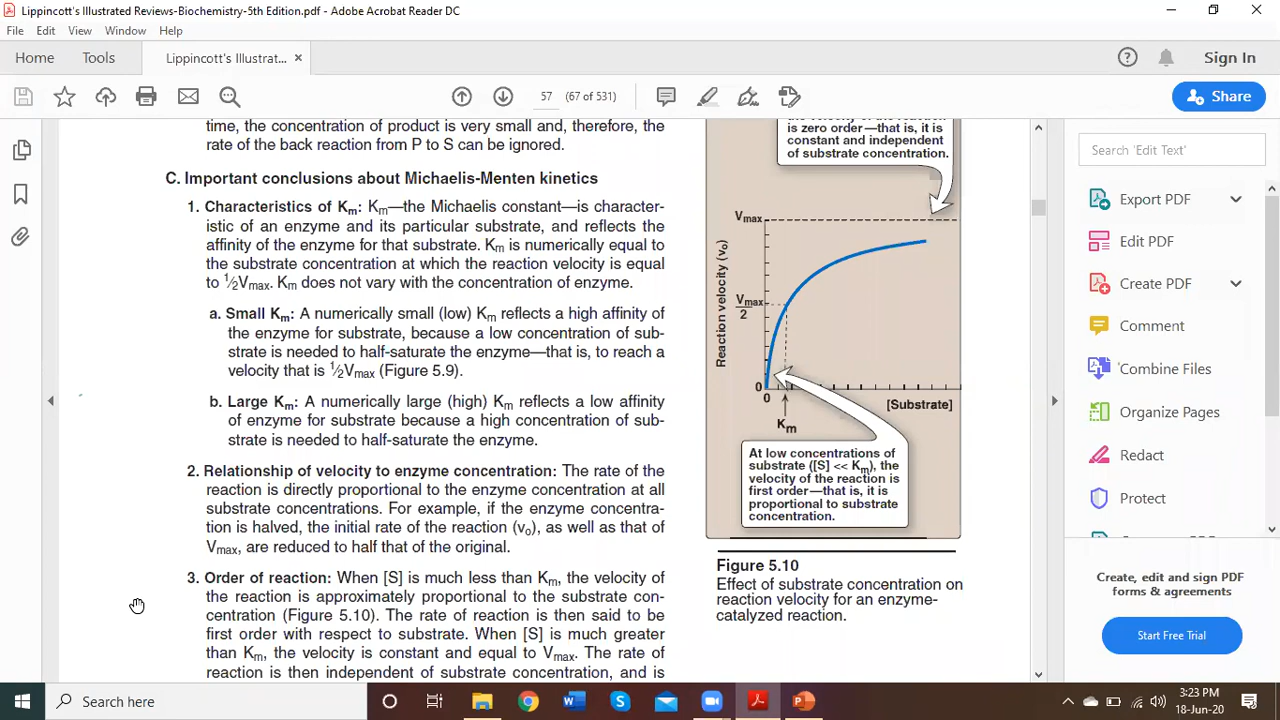 Lippincott's Illustrated Reviews-Biochemistry-5th Edition.pdf - Adobe Acrobat Reader DC
File Edit View Window Help
Home Tools Lippincott's Illustrat... × Sign In
57 (67 of 531) Share
time, the concentration of product is very small and, therefore, the
rate of the back reaction from P to S can be ignored.
C. Important conclusions about Michaelis-Menten kinetics
1. Characteristics of Km: Km—the Michaelis constant—is character-
istic of an enzyme and its particular substrate, and reflects the
affinity of the enzyme for that substrate. Km is numerically equal to
the substrate concentration at which the reaction velocity is equal
to ½Vmax. Km does not vary with the concentration of enzyme.
a. Small Km: A numerically small (low) Km reflects a high affinity of
the enzyme for substrate, because a low concentration of sub-
strate is needed to half-saturate the enzyme—that is, to reach a
velocity that is ½Vmax (Figure 5.9).
b. Large Km: A numerically large (high) Km reflects a low affinity
of enzyme for substrate because a high concentration of sub-
strate is needed to half-saturate the enzyme.
2. Relationship of velocity to enzyme concentration: The rate of the
reaction is directly proportional to the enzyme concentration at all
substrate concentrations. For example, if the enzyme concentra-
tion is halved, the initial rate of the reaction (vo), as well as that of
Vmax, are reduced to half that of the original.
3. Order of reaction: When [S] is much less than Km, the velocity of
the reaction is approximately proportional to the substrate con-
centration (Figure 5.10). The rate of reaction is then said to be
first order with respect to substrate. When [S] is much greater
than Km, the velocity is constant and equal to Vmax. The rate of
reaction is then independent of substrate concentration, and is
the velocity of the reaction
is zero order—that is, it is
constant and independent
of substrate concentration.
Vmax
Reaction velocity (vo)
Vmax
2
0
0
[Substrate]
Km
At low concentrations of
substrate ([S] << Km), the
velocity of the reaction is
first order—that is, it is
proportional to substrate
concentration.
Figure 5.10
Effect of substrate concentration on
reaction velocity for an enzyme-
catalyzed reaction.
Search 'Edit Text'
Export PDF
Edit PDF
Create PDF
Comment
Combine Files
Organize Pages
Redact
Protect
Create, edit and sign PDF
forms & agreements
Start Free Trial
Search here
3:23 PM
18-Jun-20